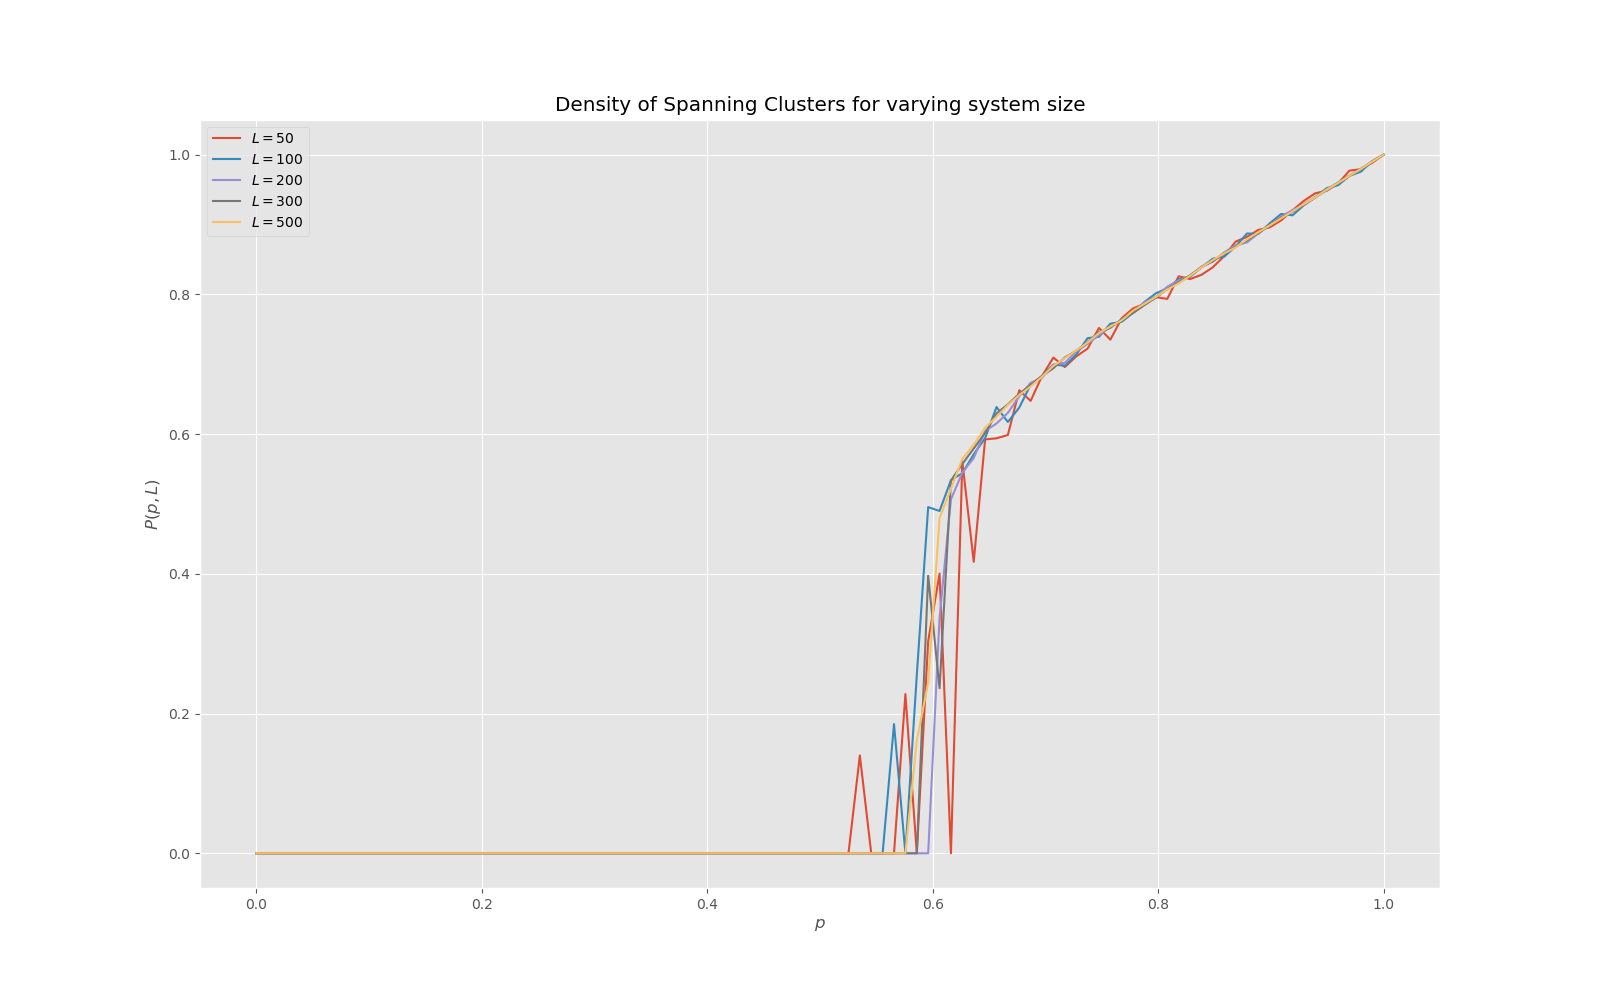 Density of Spanning Clusters for varying system size
L = 50
L = 100
L = 200
L = 300
L = 500
1.0
0.8
0.6
0.4
0.2
0.0
P(p, L)
0.0 0.2 0.4 0.6 0.8 1.0
p